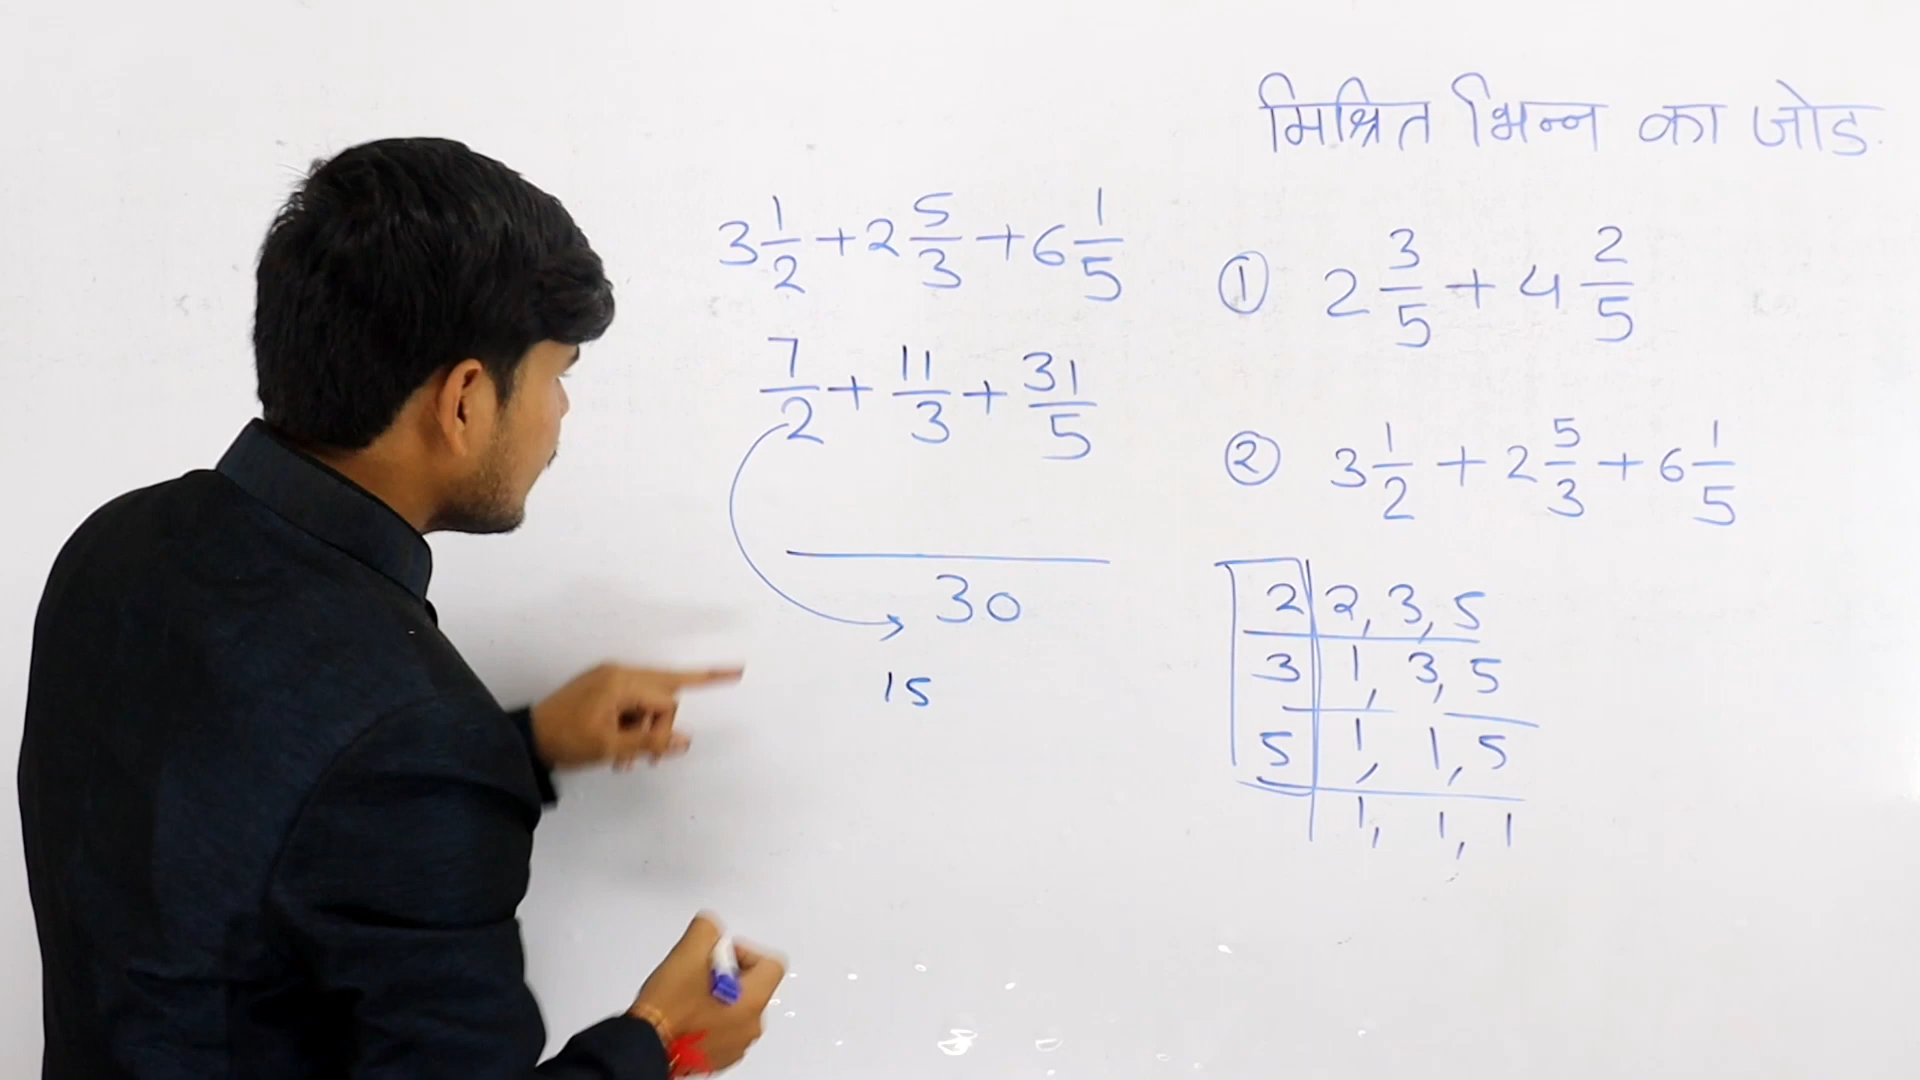 मिश्रित भिन्न का जोड.
3 1/2 + 2 5/3 + 6 1/5
7/2 + 11/3 + 31/5
30
15
① 2 3/5 + 4 2/5
② 3 1/2 + 2 5/3 + 6 1/5
2 | 2, 3, 5
3 | 1, 3, 5
5 | 1, 1, 5
1, 1, 1